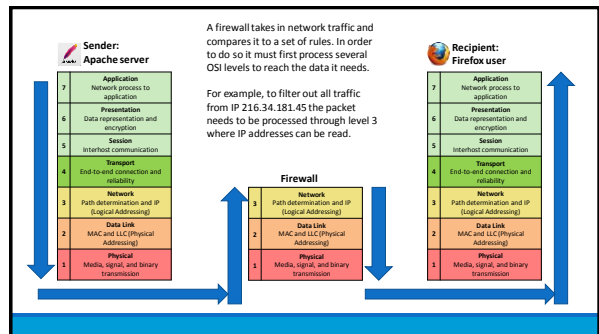 Sender:
Apache server
7
Application
Network process to
application
6
Presentation
Data representation and
encryption
5
Session
Interhost communication
4
Transport
End-to-end connection and
reliability
3
Network
Path determination and IP
(Logical Addressing)
2
Data Link
MAC and LLC (Physical
Addressing)
1
Physical
Media, signal, and binary
transmission
A firewall takes in network traffic and
compares it to a set of rules. In order
to do so it must first process several
OSI levels to reach the data it needs.
For example, to filter out all traffic
from IP 216.34.181.45 the packet
needs to be processed through level 3
where IP addresses can be read.
Firewall
3
Network
Path determination and IP
(Logical Addressing)
2
Data Link
MAC and LLC (Physical
Addressing)
1
Physical
Media, signal, and binary
transmission
Recipient:
Firefox user
7
Application
Network process to
application
6
Presentation
Data representation and
encryption
5
Session
Interhost communication
4
Transport
End-to-end connection and
reliability
3
Network
Path determination and IP
(Logical Addressing)
2
Data Link
MAC and LLC (Physical
Addressing)
1
Physical
Media, signal, and binary
transmission